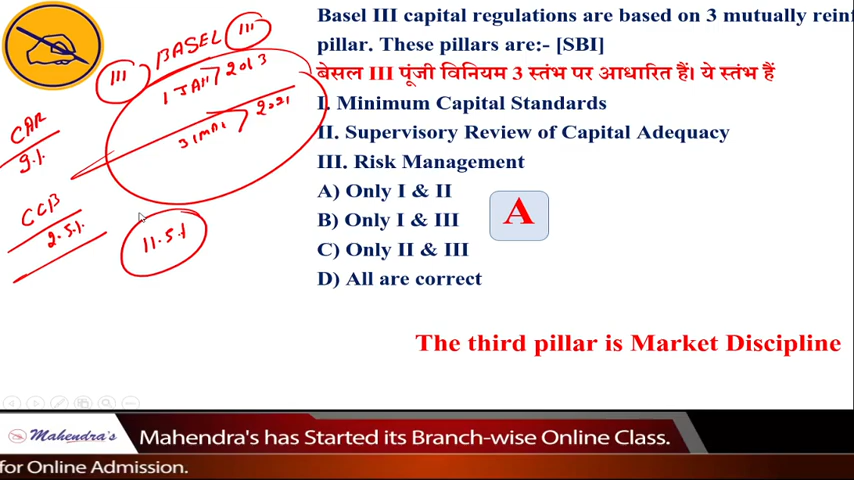 Basel III capital regulations are based on 3 mutually reinf
pillar. These pillars are:- [SBI]
बेसल III पूंजी विनियम 3 स्तंभ पर आधारित हैं। ये स्तंभ हैं
I. Minimum Capital Standards
II. Supervisory Review of Capital Adequacy
III. Risk Management
A) Only I & II
B) Only I & III
C) Only II & III
D) All are correct
A
The third pillar is Market Discipline
III BASEL III
1 JAN 2013
2021
CAR
9%
CCB
2.5%
11.5%
Mahendra's
Mahendra's has Started its Branch-wise Online Class.
for Online Admission.